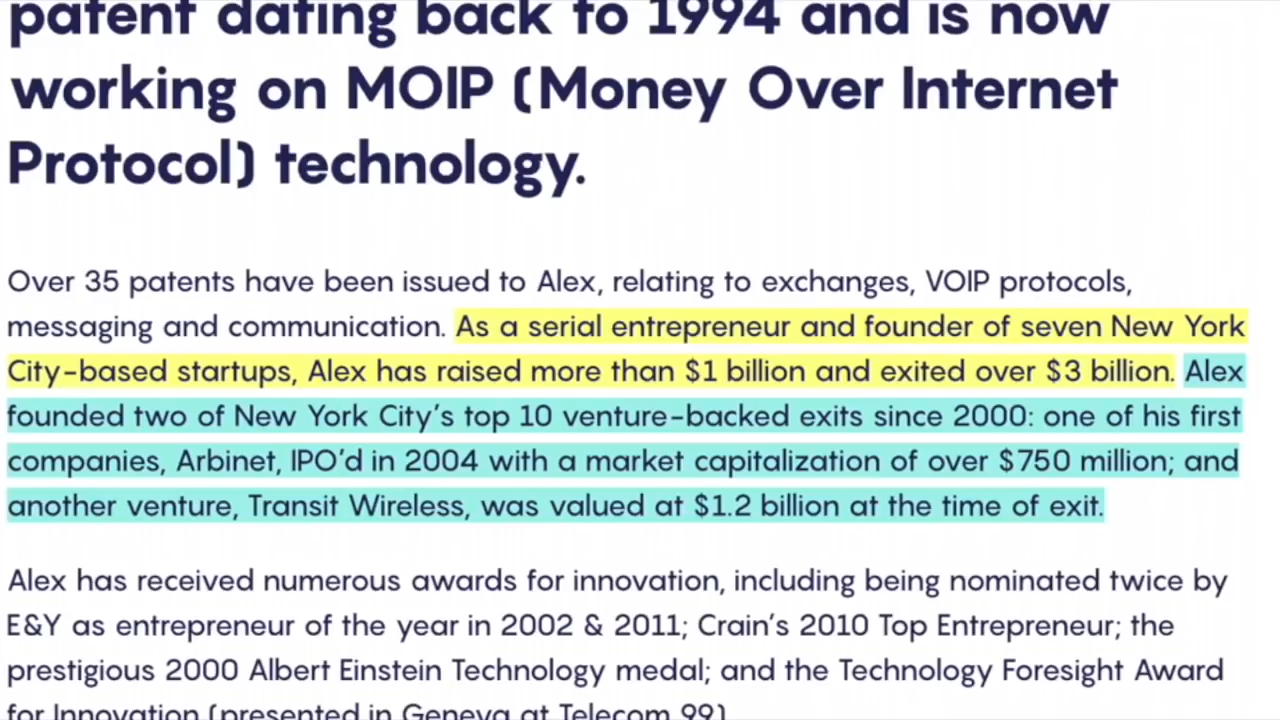 patent dating back to 1994 and is now
working on MOIP (Money Over Internet
Protocol) technology.
Over 35 patents have been issued to Alex, relating to exchanges, VOIP protocols,
messaging and communication. As a serial entrepreneur and founder of seven New York
City-based startups, Alex has raised more than $1 billion and exited over $3 billion. Alex
founded two of New York City’s top 10 venture-backed exits since 2000: one of his first
companies, Arbinet, IPO’d in 2004 with a market capitalization of over $750 million; and
another venture, Transit Wireless, was valued at $1.2 billion at the time of exit.
Alex has received numerous awards for innovation, including being nominated twice by
E&Y as entrepreneur of the year in 2002 & 2011; Crain’s 2010 Top Entrepreneur; the
prestigious 2000 Albert Einstein Technology medal; and the Technology Foresight Award
for Innovation (presented in Geneva at Telecom 99)